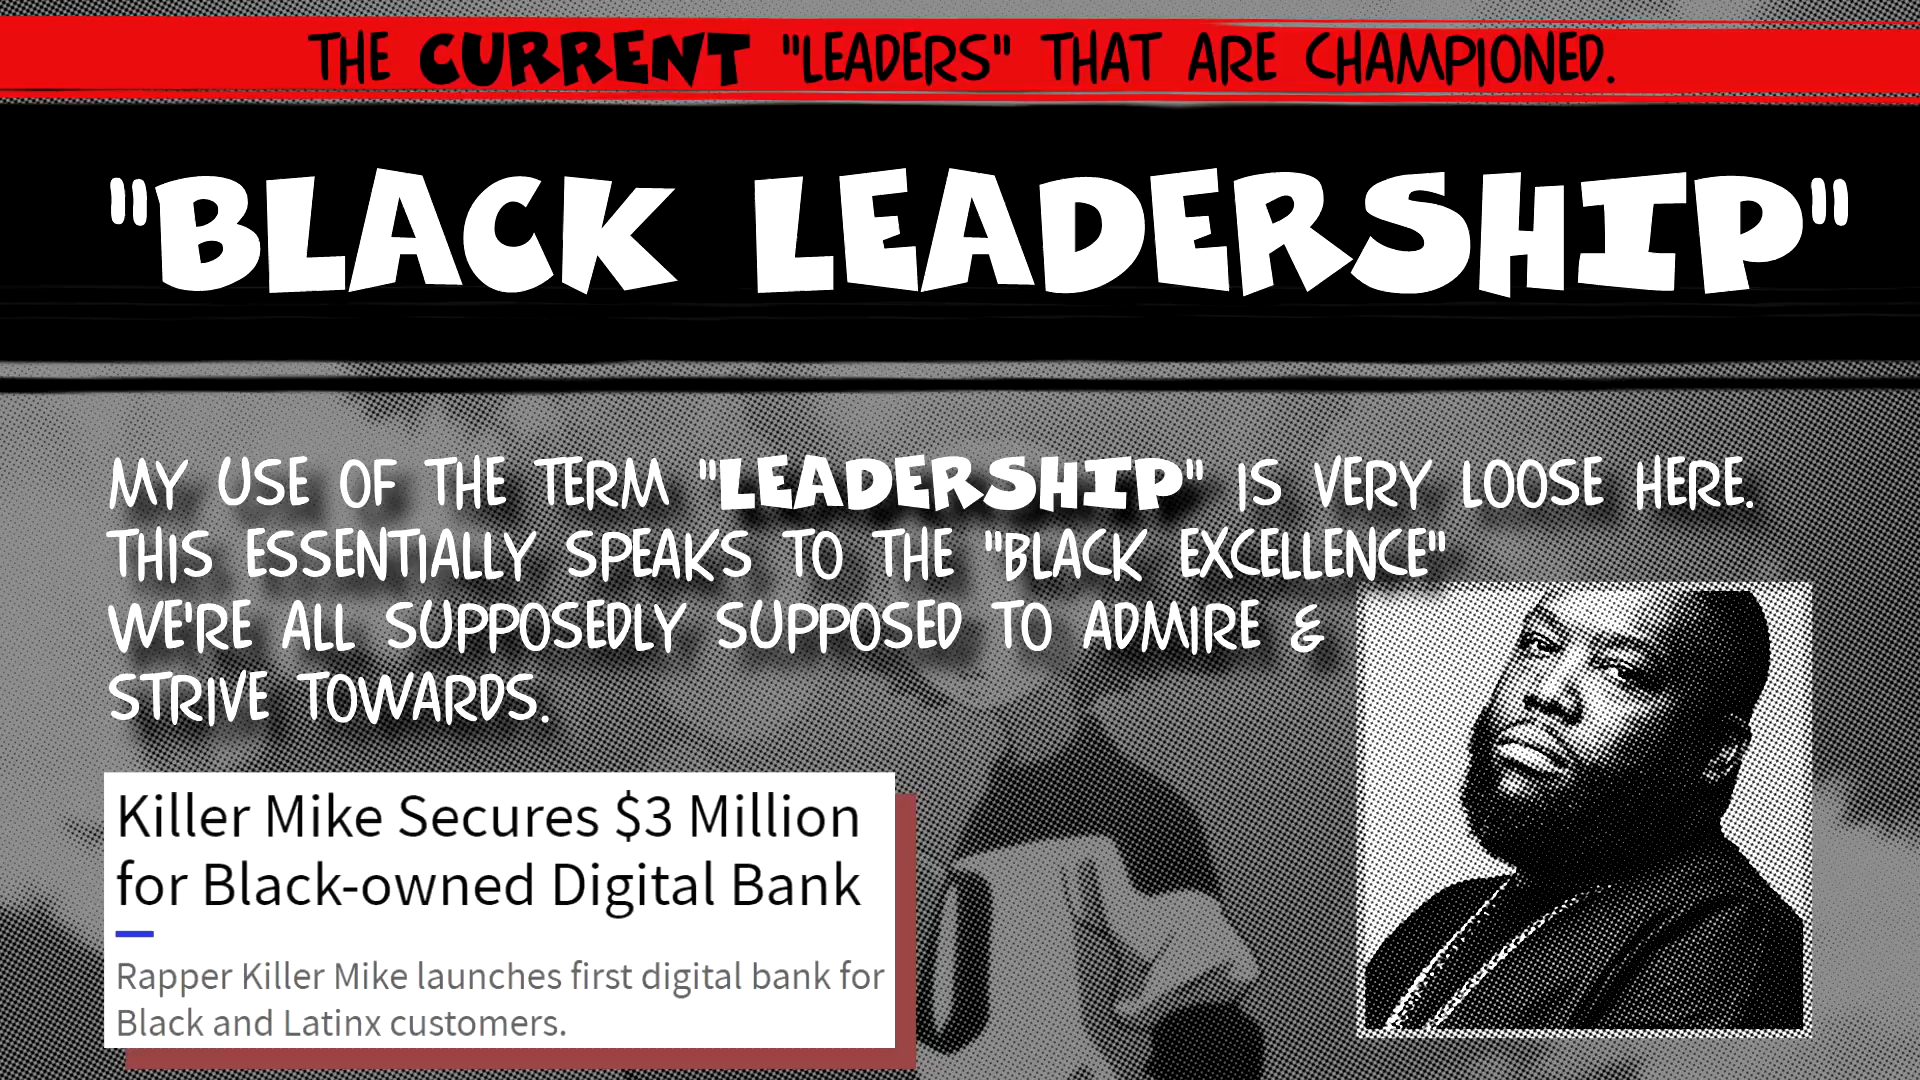 THE CURRENT "LEADERS" THAT ARE CHAMPIONED.
"BLACK LEADERSHIP"
MY USE OF THE TERM "LEADERSHIP" IS VERY LOOSE HERE.
THIS ESSENTIALLY SPEAKS TO THE "BLACK EXCELLENCE"
WE'RE ALL SUPPOSEDLY SUPPOSED TO ADMIRE &
STRIVE TOWARDS.
Killer Mike Secures $3 Million
for Black-owned Digital Bank
Rapper Killer Mike launches first digital bank for
Black and Latinx customers.